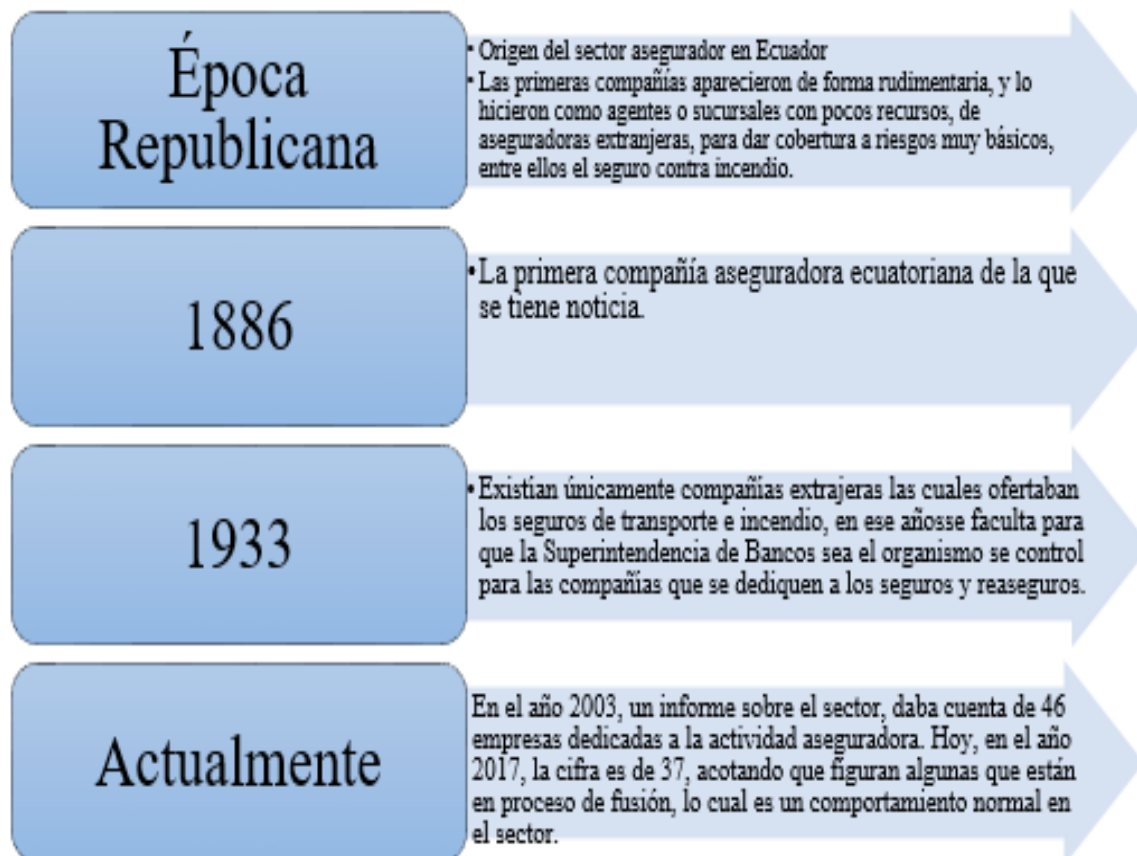 Época
Republicana
• Origen del sector asegurador en Ecuador
• Las primeras compañías aparecieron de forma rudimentaria, y lo
hicieron como agentes o sucursales con pocos recursos, de
aseguradoras extranjeras, para dar cobertura a riesgos muy básicos,
entre ellos el seguro contra incendio.
1886
• La primera compañía aseguradora ecuatoriana de la que
se tiene noticia.
1933
• Existian únicamente compañías extrajeras las cuales ofertaban
los seguros de transporte e incendio, en ese añosse faculta para
que la Superintendencia de Bancos sea el organismo se control
para las compañías que se dediquen a los seguros y reaseguros.
Actualmente
En el año 2003, un informe sobre el sector, daba cuenta de 46
empresas dedicadas a la actividad aseguradora. Hoy, en el año
2017, la cifra es de 37, acotando que figuran algunas que están
en proceso de fusión, lo cual es un comportamiento normal en
el sector.